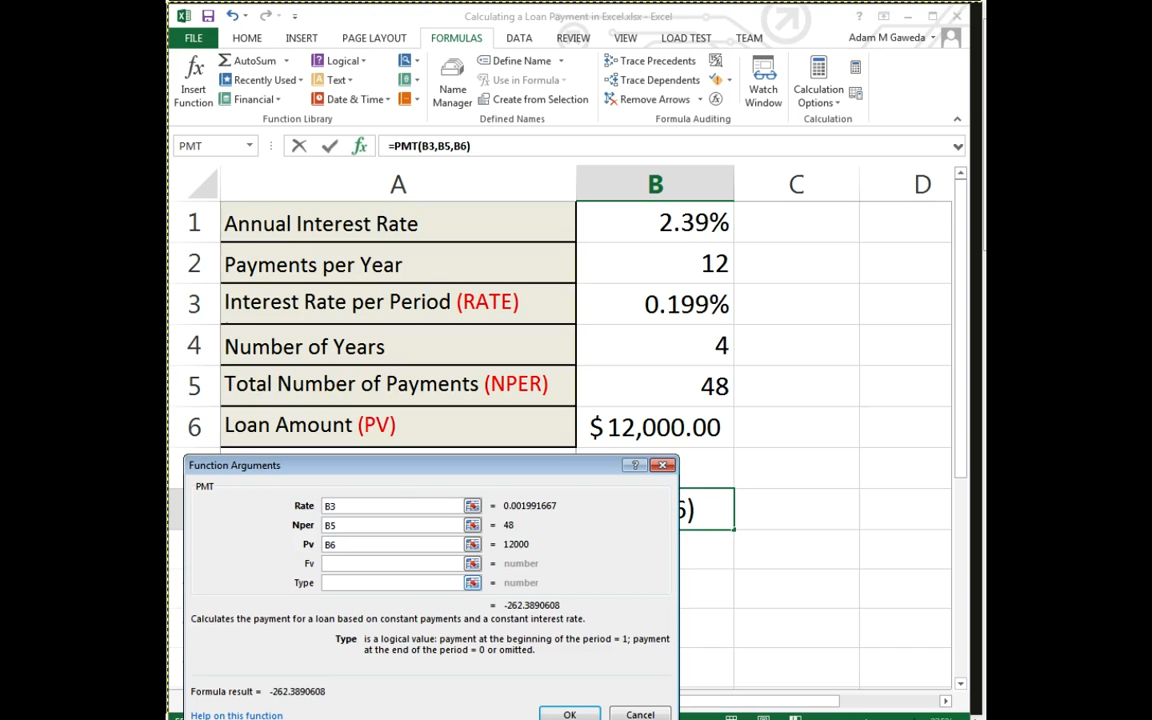 Calculating a Loan Payment in Excel.xlsx - Excel
FILE HOME INSERT PAGE LAYOUT FORMULAS DATA REVIEW VIEW LOAD TEST TEAM Adam M Gaweda
AutoSum Logical Define Name Trace Precedents
Recently Used Text Use in Formula Trace Dependents
Financial Date & Time Create from Selection Remove Arrows
Insert Function
Name Manager
Watch Window
Calculation Options
Function Library Defined Names Formula Auditing Calculation
PMT fx =PMT(B3,B5,B6)
A B C D
1 Annual Interest Rate 2.39%
2 Payments per Year 12
3 Interest Rate per Period (RATE) 0.199%
4 Number of Years 4
5 Total Number of Payments (NPER) 48
6 Loan Amount (PV) $12,000.00
6)
Function Arguments
PMT
Rate B3 = 0.001991667
Nper B5 = 48
Pv B6 = 12000
Fv = number
Type = number
= -262.3890608
Calculates the payment for a loan based on constant payments and a constant interest rate.
Type is a logical value: payment at the beginning of the period = 1; payment
at the end of the period = 0 or omitted.
Formula result = -262.3890608
Help on this function OK Cancel